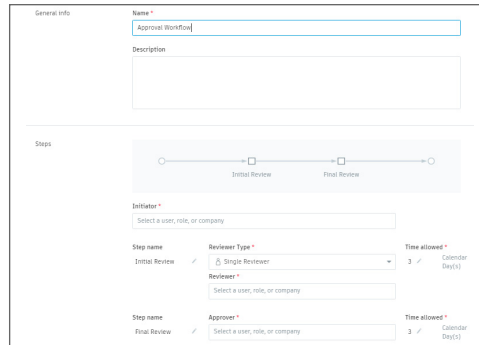 General info
Name *
Approval Workflow
Description
Steps
Initial Review
Final Review
Initiator *
Select a user, role, or company
Step name
Reviewer Type *
Time allowed *
Initial Review
Single Reviewer
3
Calendar
Day(s)
Reviewer *
Select a user, role, or company
Step name
Approver *
Time allowed *
Final Review
Select a user, role, or company
3
Calendar
Day(s)